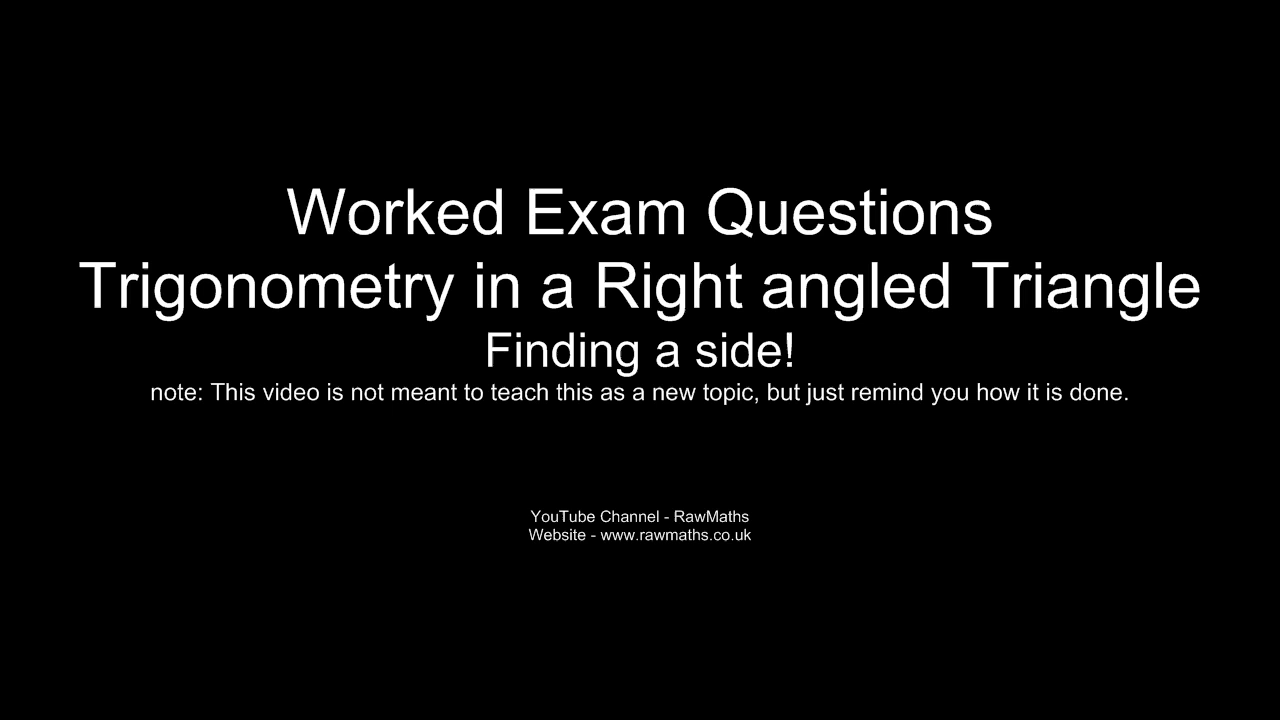 Worked Exam Questions
Trigonometry in a Right angled Triangle
Finding a side!
note: This video is not meant to teach this as a new topic, but just remind you how it is done.
YouTube Channel - RawMaths
Website - www.rawmaths.co.uk